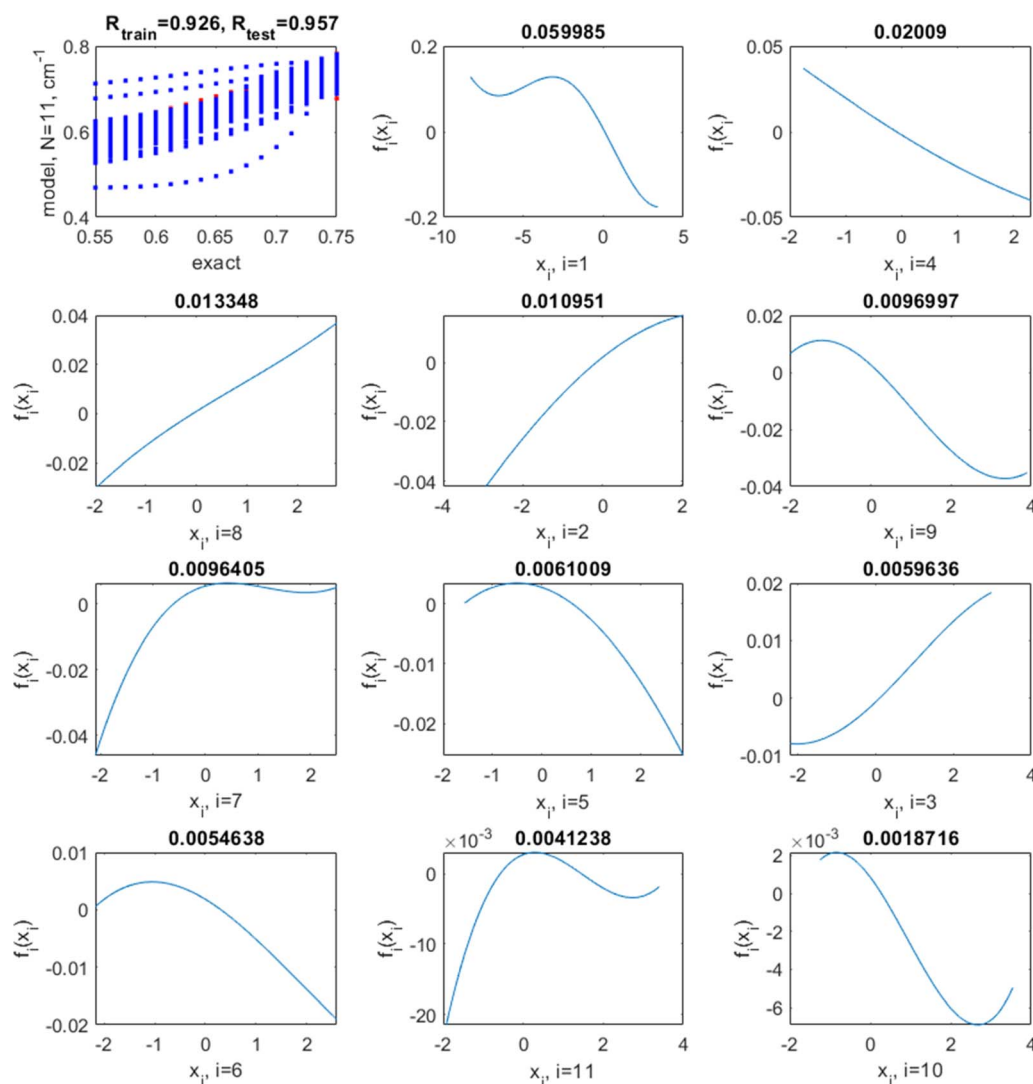 R_train=0.926, R_test=0.957
model, N=11, cm⁻¹
0.8
0.6
0.4
0.55 0.6 0.65 0.7 0.75
exact
0.059985
f_i(x_i)
0.2
0
-0.2
-10 -5 0 5
x_i, i=1
0.02009
f_i(x_i)
0.05
0
-0.05
-2 -1 0 1 2
x_i, i=4
0.013348
f_i(x_i)
0.04
0.02
0
-0.02
-2 -1 0 1 2
x_i, i=8
0.010951
f_i(x_i)
0
-0.02
-0.04
-4 -2 0 2
x_i, i=2
0.0096997
f_i(x_i)
0.02
0
-0.02
-0.04
-2 0 2 4
x_i, i=9
0.0096405
f_i(x_i)
0
-0.02
-0.04
-2 -1 0 1 2
x_i, i=7
0.0061009
f_i(x_i)
0
-0.01
-0.02
-2 -1 0 1 2
x_i, i=5
0.0059636
f_i(x_i)
0.02
0.01
0
-0.01
-2 0 2 4
x_i, i=3
0.0054638
f_i(x_i)
0.01
0
-0.01
-0.02
-2 -1 0 1 2
x_i, i=6
×10⁻³
0.0041238
f_i(x_i)
0
-10
-20
-2 0 2 4
x_i, i=11
×10⁻³
0.0018716
f_i(x_i)
2
0
-2
-4
-6
-2 0 2 4
x_i, i=10